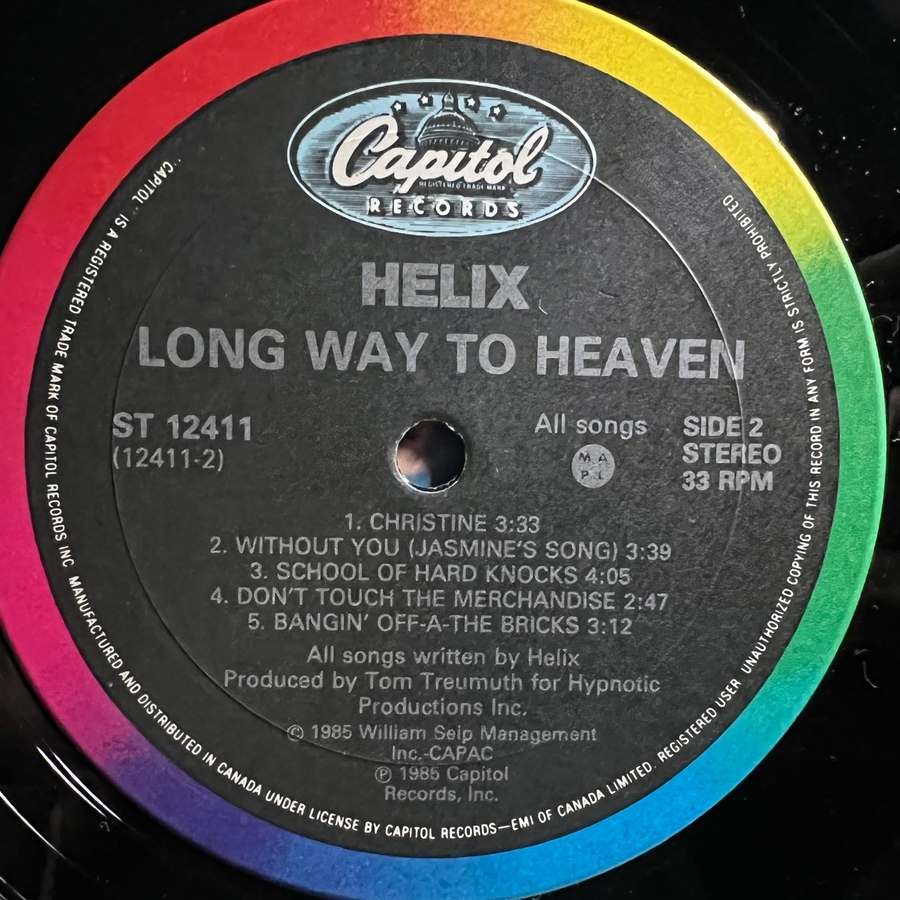 Capitol
REGISTERED TRADE MARK
RECORDS
HELIX
LONG WAY TO HEAVEN
ST 12411
(12411-2)
All songs
M A
P L
SIDE 2
STEREO
33 RPM
1. CHRISTINE 3:33
2. WITHOUT YOU (JASMINE'S SONG) 3:39
3. SCHOOL OF HARD KNOCKS 4:05
4. DON'T TOUCH THE MERCHANDISE 2:47
5. BANGIN' OFF-A-THE BRICKS 3:12
All songs written by Helix
Produced by Tom Treumuth for Hypnotic
Productions Inc.
© 1985 William Seip Management
Inc.-CAPAC
℗ 1985 Capitol
Records, Inc.
"CAPITOL" IS A REGISTERED TRADE MARK OF CAPITOL RECORDS INC MANUFACTURED AND DISTRIBUTED IN CANADA UNDER LICENSE BY CAPITOL RECORDS—EMI OF CANADA LIMITED. REGISTERED USER. UNAUTHORIZED COPYING OF THIS RECORD IN ANY FORM IS STRICTLY PROHIBITED